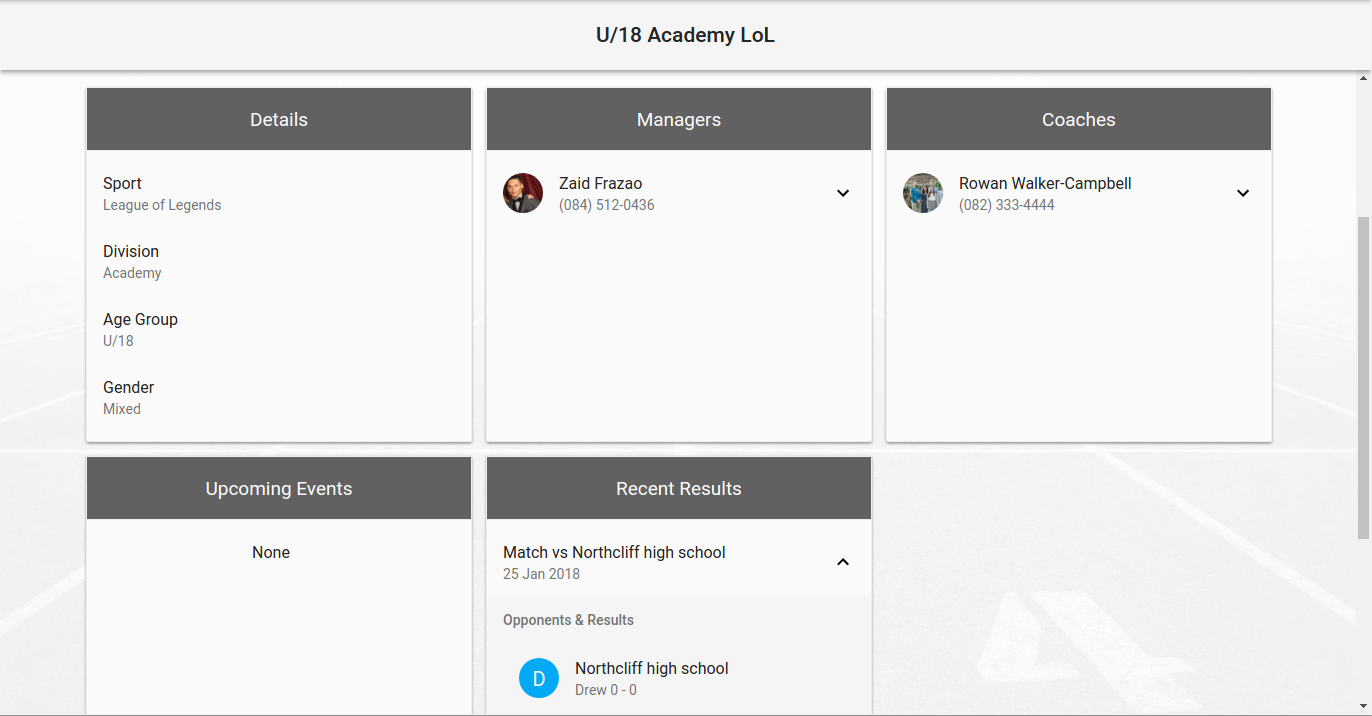 U/18 Academy LoL
Details
Sport
League of Legends
Division
Academy
Age Group
U/18
Gender
Mixed
Managers
Zaid Frazao
(084) 512-0436
Coaches
Rowan Walker-Campbell
(082) 333-4444
Upcoming Events
None
Recent Results
Match vs Northcliff high school
25 Jan 2018
Opponents & Results
D
Northcliff high school
Drew 0 - 0
4